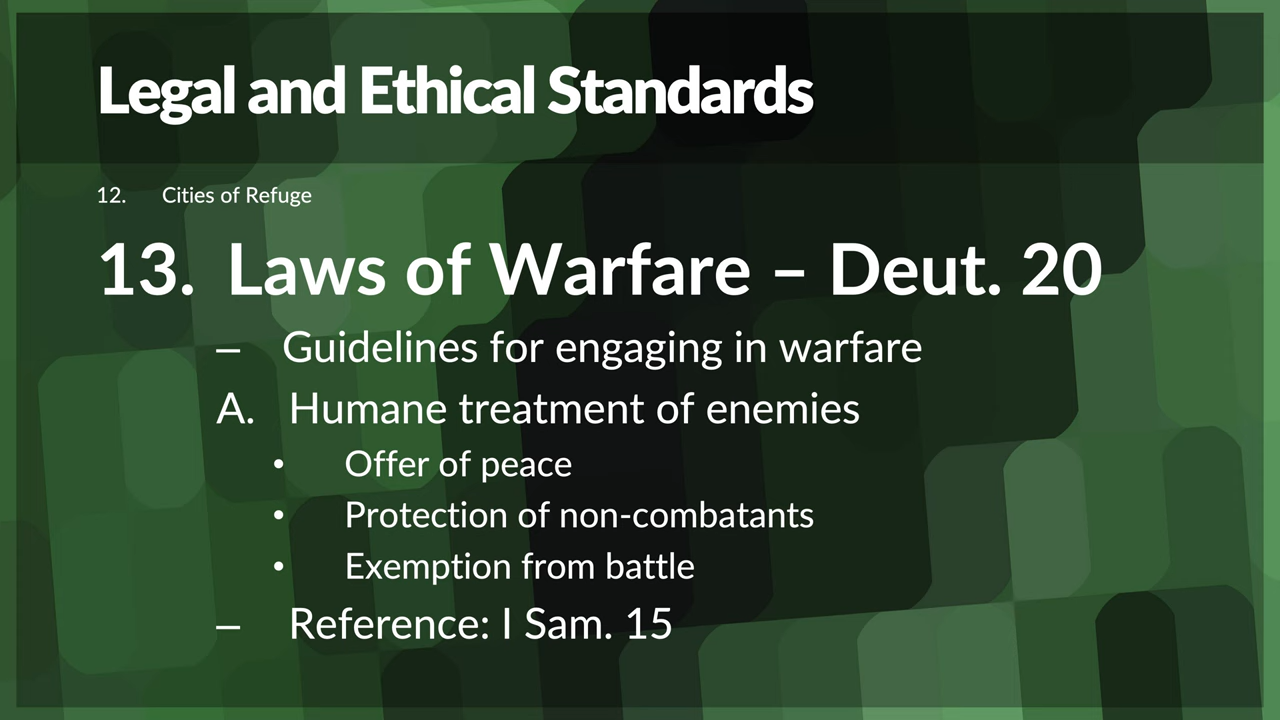 Legal and Ethical Standards
12. Cities of Refuge
13. Laws of Warfare – Deut. 20
– Guidelines for engaging in warfare
A. Humane treatment of enemies
• Offer of peace
• Protection of non-combatants
• Exemption from battle
– Reference: I Sam. 15